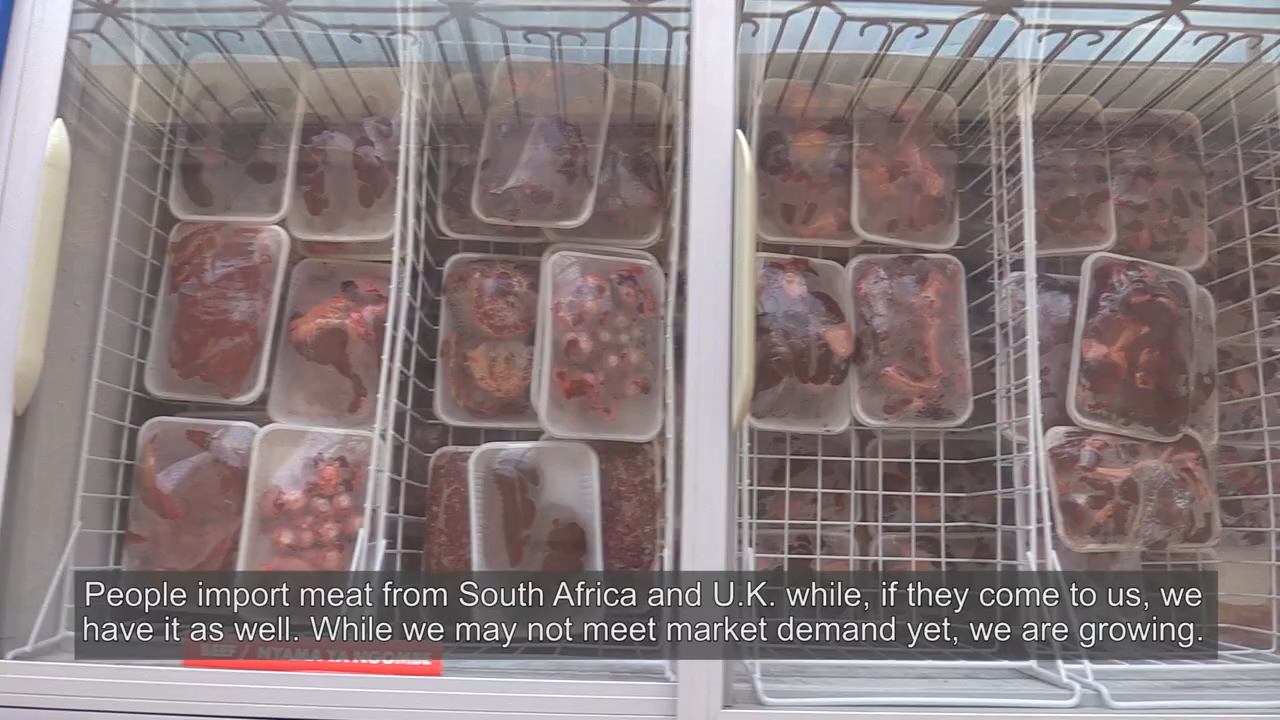 People import meat from South Africa and U.K. while, if they come to us, we
have it as well. While we may not meet market demand yet, we are growing.
BEEF / NYAMA YA NGOMBE